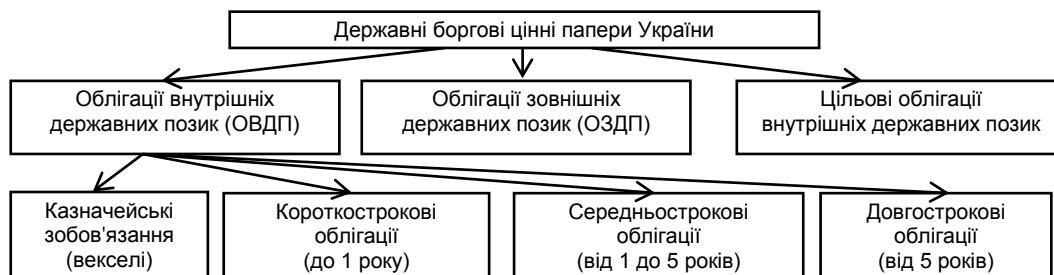 Державні боргові цінні папери України
Облігації внутрішніх
державних позик (ОВДП)
Облігації зовнішніх
державних позик (ОЗДП)
Цільові облігації
внутрішніх державних позик
Казначейські
зобов'язання
(векселі)
Короткострокові
облігації
(до 1 року)
Середньострокові
облігації
(від 1 до 5 років)
Довгострокові
облігації
(від 5 років)